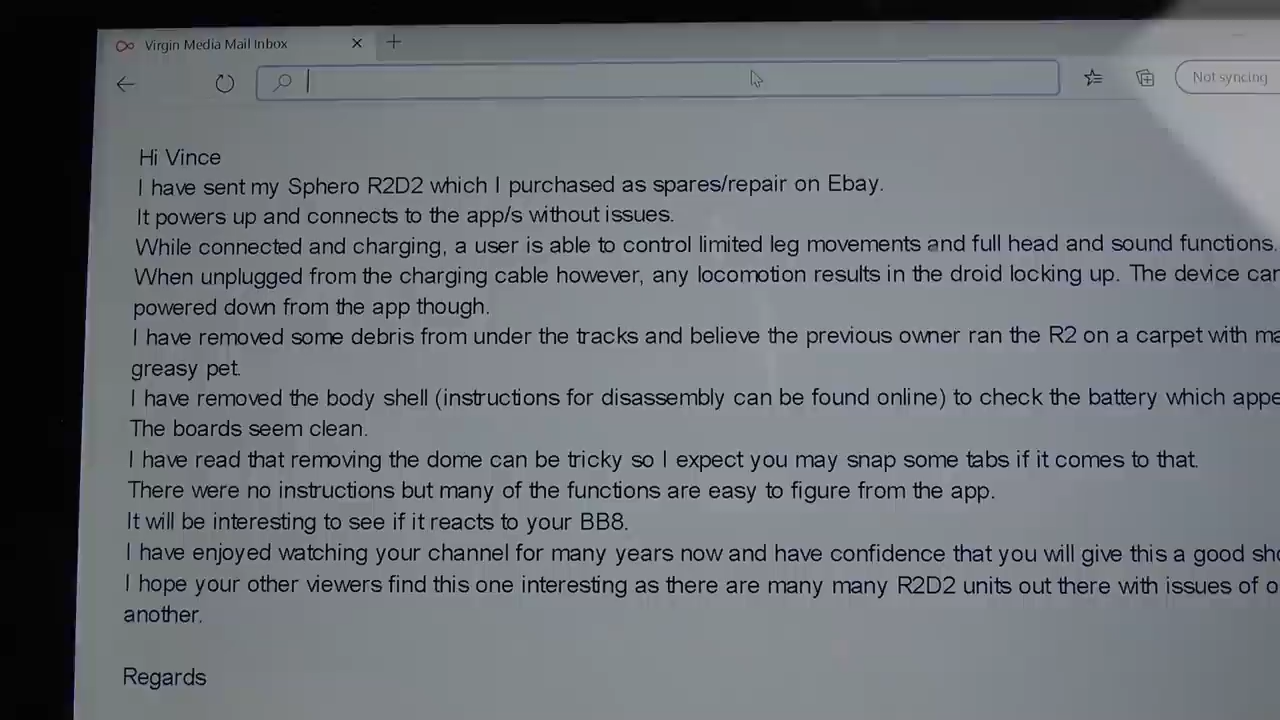 Virgin Media Mail Inbox
Not syncing
Hi Vince
I have sent my Sphero R2D2 which I purchased as spares/repair on Ebay.
It powers up and connects to the app/s without issues.
While connected and charging, a user is able to control limited leg movements and full head and sound functions.
When unplugged from the charging cable however, any locomotion results in the droid locking up. The device
powered down from the app though.
I have removed some debris from under the tracks and believe the previous owner ran the R2 on a carpet with
greasy pet.
I have removed the body shell (instructions for disassembly can be found online) to check the battery which
The boards seem clean.
I have read that removing the dome can be tricky so I expect you may snap some tabs if it comes to that.
There were no instructions but many of the functions are easy to figure from the app.
It will be interesting to see if it reacts to your BB8.
I have enjoyed watching your channel for many years now and have confidence that you will give this a good
I hope your other viewers find this one interesting as there are many many R2D2 units out there with issues of
another.
Regards